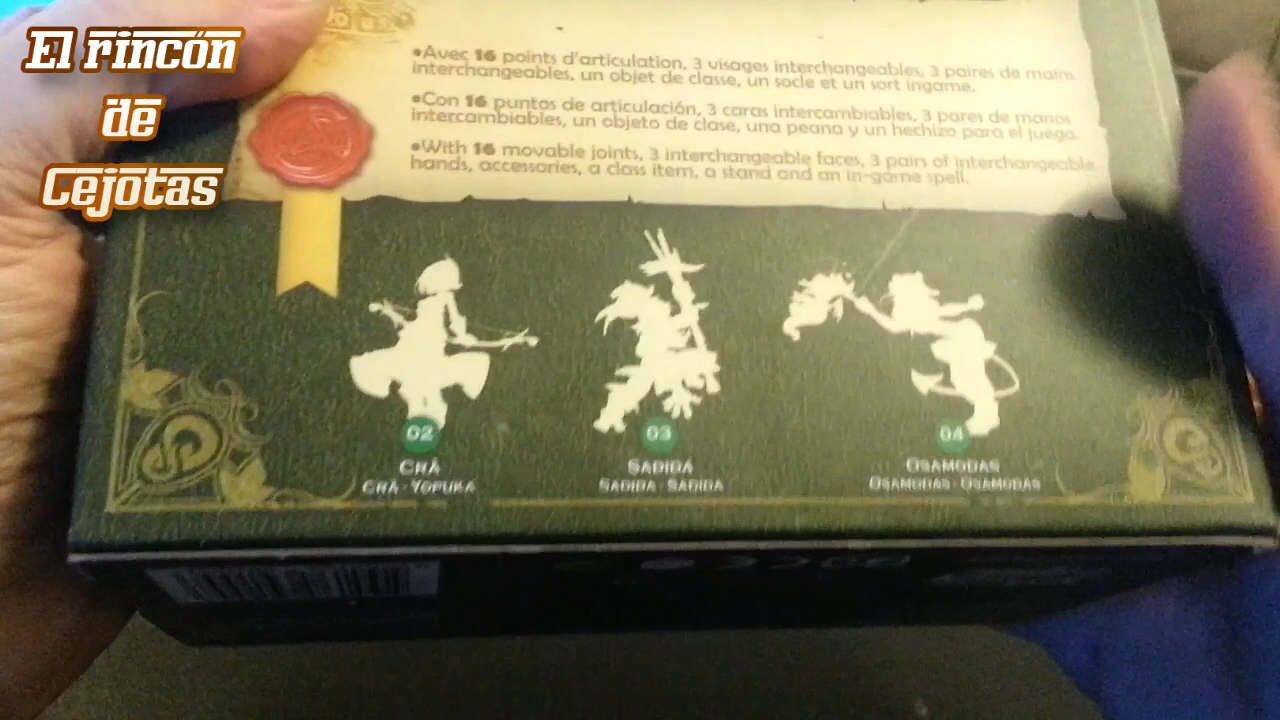 El rincón
de
Cejotas
•Avec 16 points d'articulation, 3 visages interchangeables, 3 paires de mains
interchangeables, un objet de classe, un socle et un sort ingame.
•Con 16 puntos de articulación, 3 caras intercambiables, 3 pares de manos
intercambiables, un objeto de clase, una peana y un hechizo para el juego.
•With 16 movable joints, 3 interchangeable faces, 3 pairs of interchangeable
hands, accessories, a class item, a stand and an in-game spell.
02
CRÂ
CRÂ · YOPUKA
03
SADIDA
SADIDA · SADIDA
04
OSAMODAS
OSAMODAS · OSAMODAS